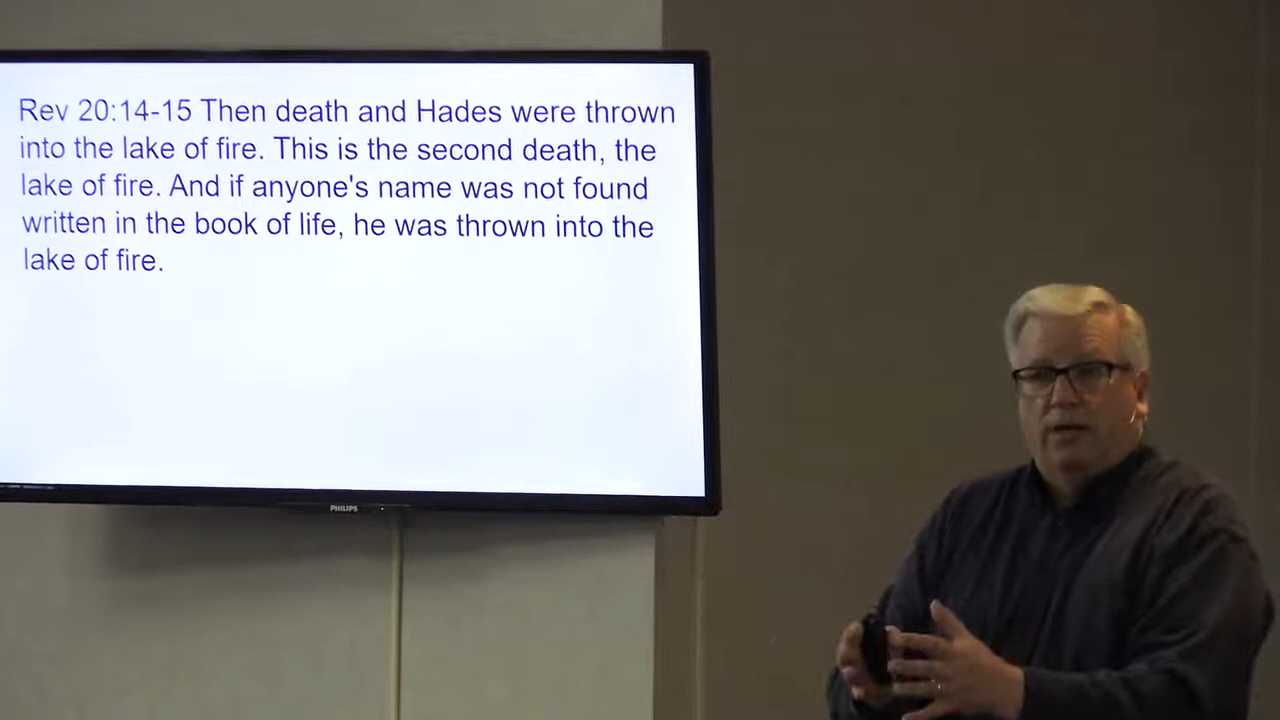 Rev 20:14-15 Then death and Hades were thrown
into the lake of fire. This is the second death, the
lake of fire. And if anyone's name was not found
written in the book of life, he was thrown into the
lake of fire.
PHILIPS